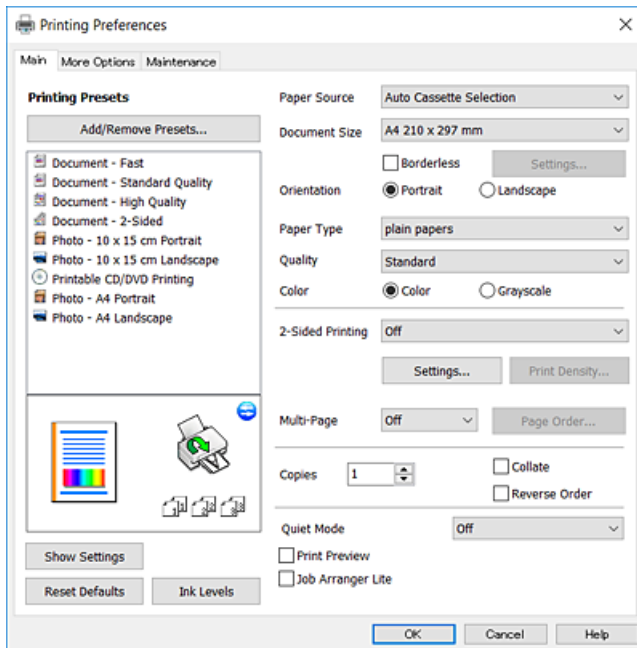 Printing Preferences
Main More Options Maintenance
Printing Presets
Add/Remove Presets...
Document - Fast
Document - Standard Quality
Document - High Quality
Document - 2-Sided
Photo - 10 x 15 cm Portrait
Photo - 10 x 15 cm Landscape
Printable CD/DVD Printing
Photo - A4 Portrait
Photo - A4 Landscape
Show Settings
Reset Defaults Ink Levels
Paper Source Auto Cassette Selection
Document Size A4 210 x 297 mm
Borderless Settings...
Orientation Portrait Landscape
Paper Type plain papers
Quality Standard
Color Color Grayscale
2-Sided Printing Off
Settings... Print Density...
Multi-Page Off Page Order...
Copies 1 Collate
Reverse Order
Quiet Mode Off
Print Preview
Job Arranger Lite
OK Cancel Help